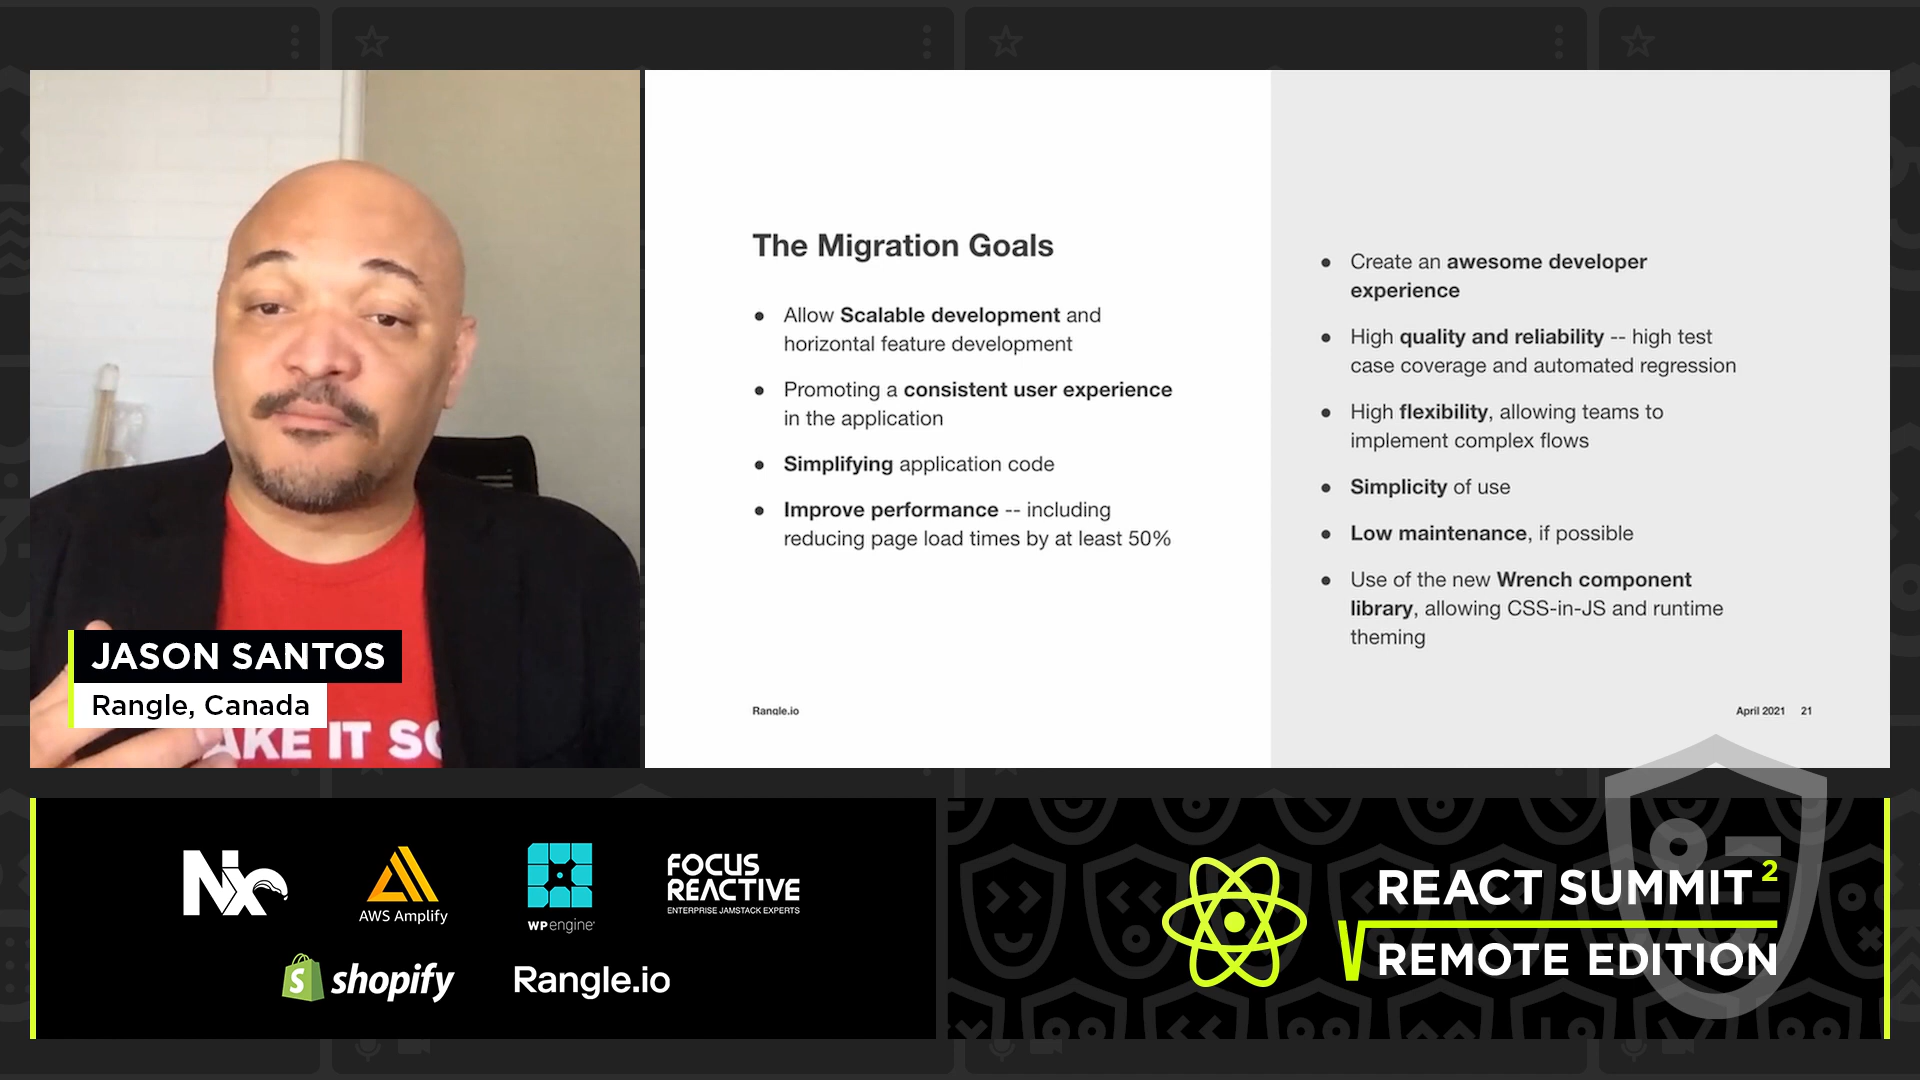 The Migration Goals
● Allow Scalable development and
horizontal feature development
● Promoting a consistent user experience
in the application
● Simplifying application code
● Improve performance -- including
reducing page load times by at least 50%
● Create an awesome developer
experience
● High quality and reliability -- high test
case coverage and automated regression
● High flexibility, allowing teams to
implement complex flows
● Simplicity of use
● Low maintenance, if possible
● Use of the new Wrench component
library, allowing CSS-in-JS and runtime
theming
Rangle.io
April 2021 21
JASON SANTOS
Rangle, Canada
AKE IT SO
Nx
AWS Amplify
WP engine
FOCUS
REACTIVE
ENTERPRISE JAMSTACK EXPERTS
shopify
Rangle.io
REACT SUMMIT 2
REMOTE EDITION